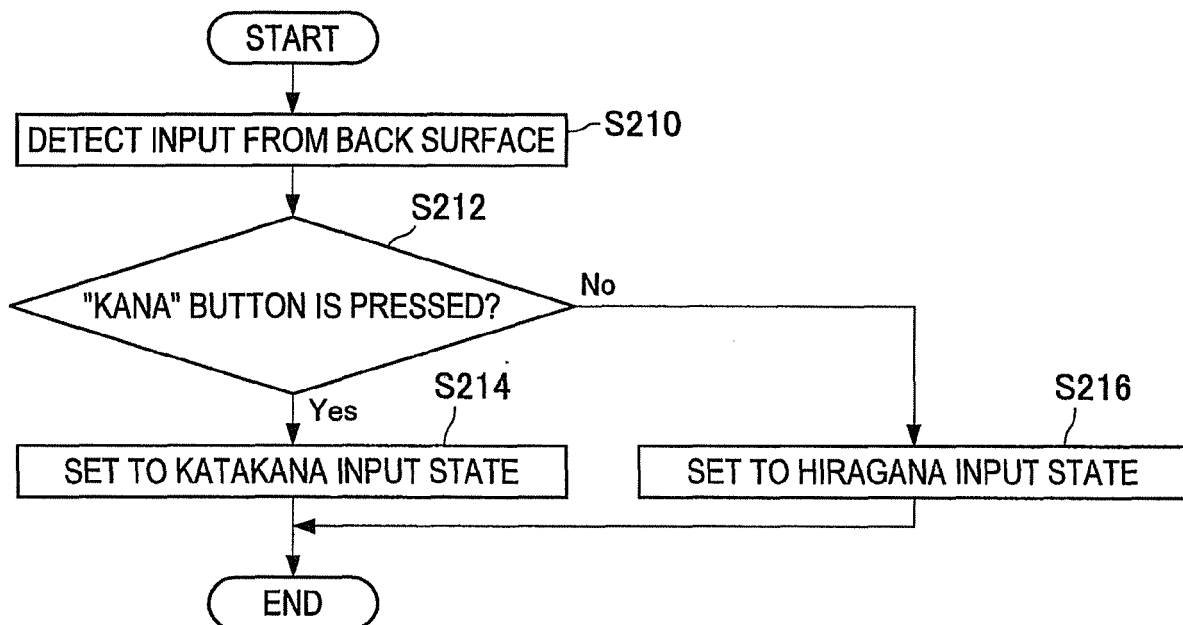 START
DETECT INPUT FROM BACK SURFACE
S210
S212
"KANA" BUTTON IS PRESSED?
No
Yes
S214
SET TO KATAKANA INPUT STATE
S216
SET TO HIRAGANA INPUT STATE
END